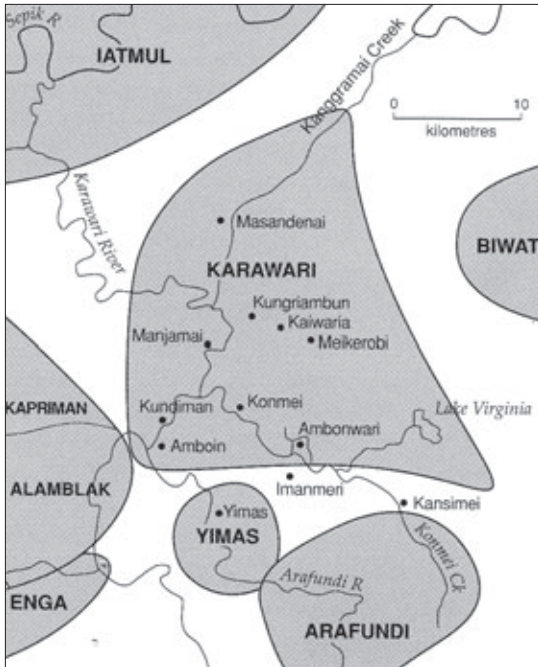 Sepik R
IATMUL
Kanggramai Creek
0 10
kilometres
Karawari River
Masandenai
BIWAT
KARAWARI
Kungriambun
Kaiwaria
Manjamai
Meikerobi
KAPRIMAN
Kundiman
Konmei
Lake Virginia
Ambonwari
Amboin
ALAMBLAK
Imanmeri
Kansimei
Yimas
YIMAS
Konmei Ck
Arafundi R
ENGA
ARAFUNDI